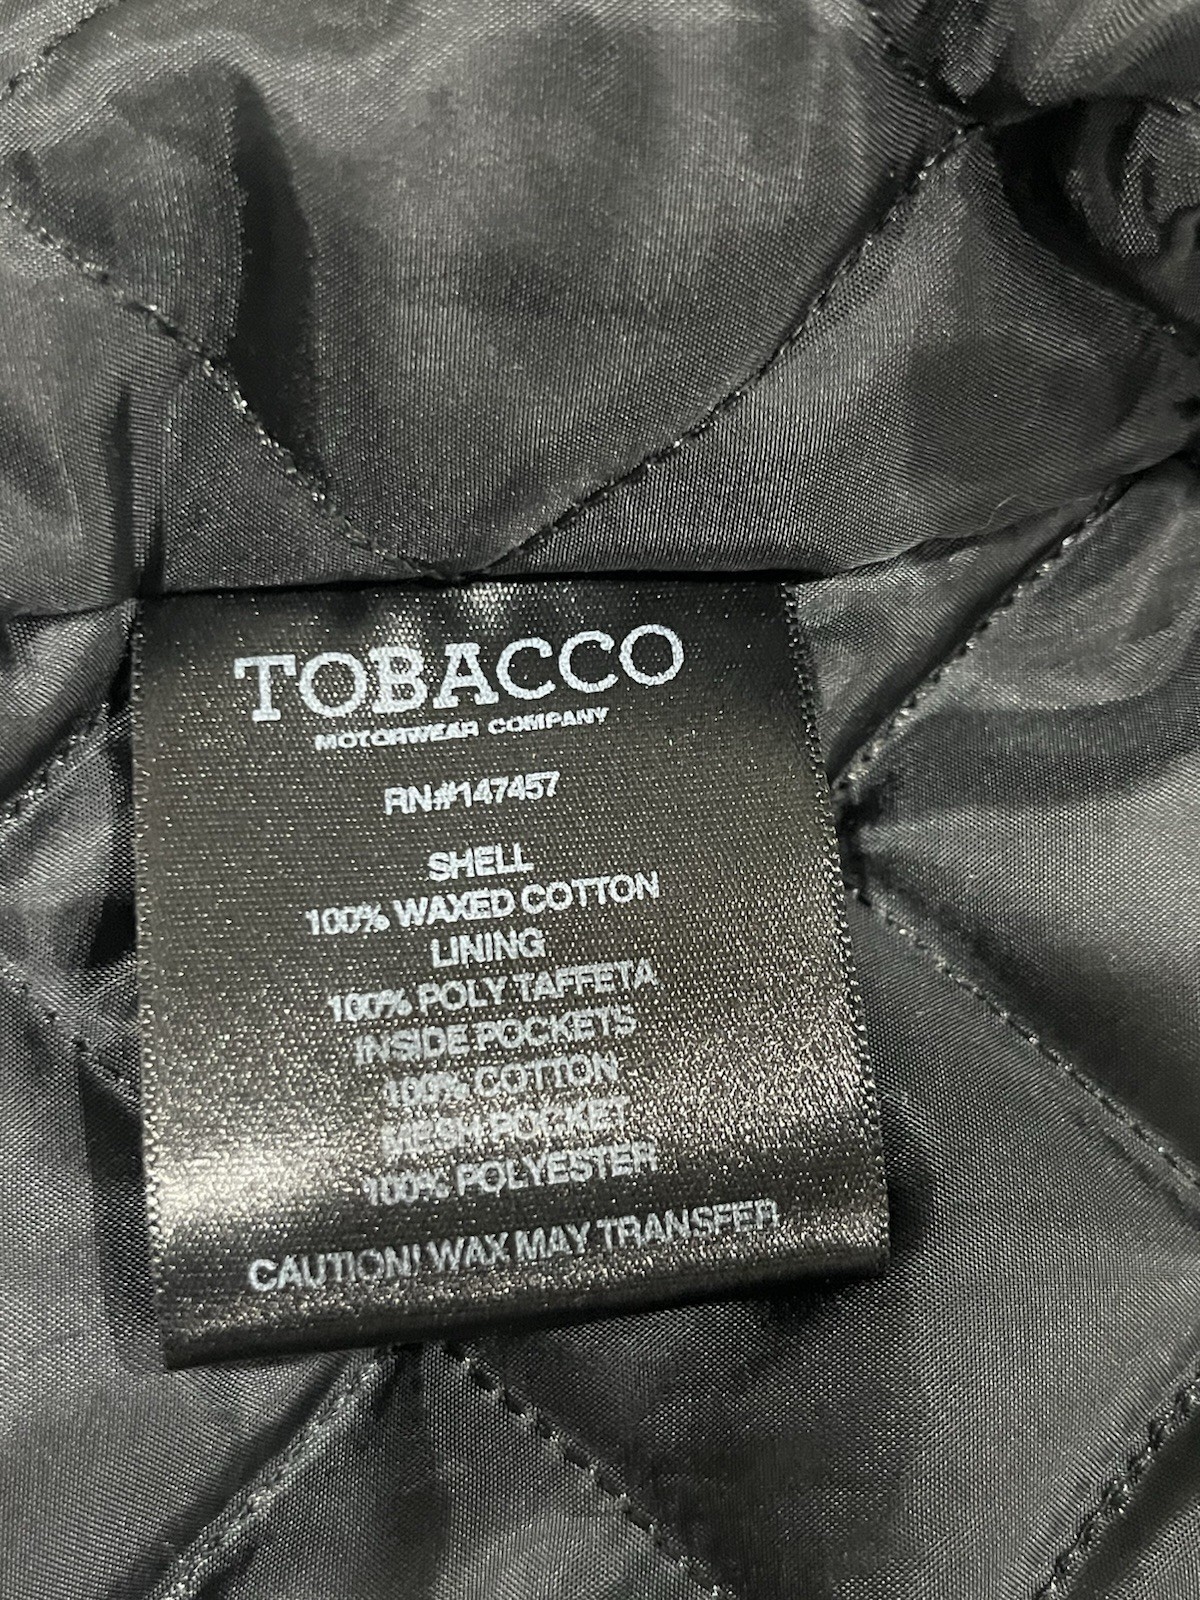 TOBACCO
MOTORWEAR COMPANY
RN#147457
SHELL
100% WAXED COTTON
LINING
100% POLY TAFFETA
INSIDE POCKETS
100% COTTON
MESH POCKET
100% POLYESTER
CAUTION! WAX MAY TRANSFER